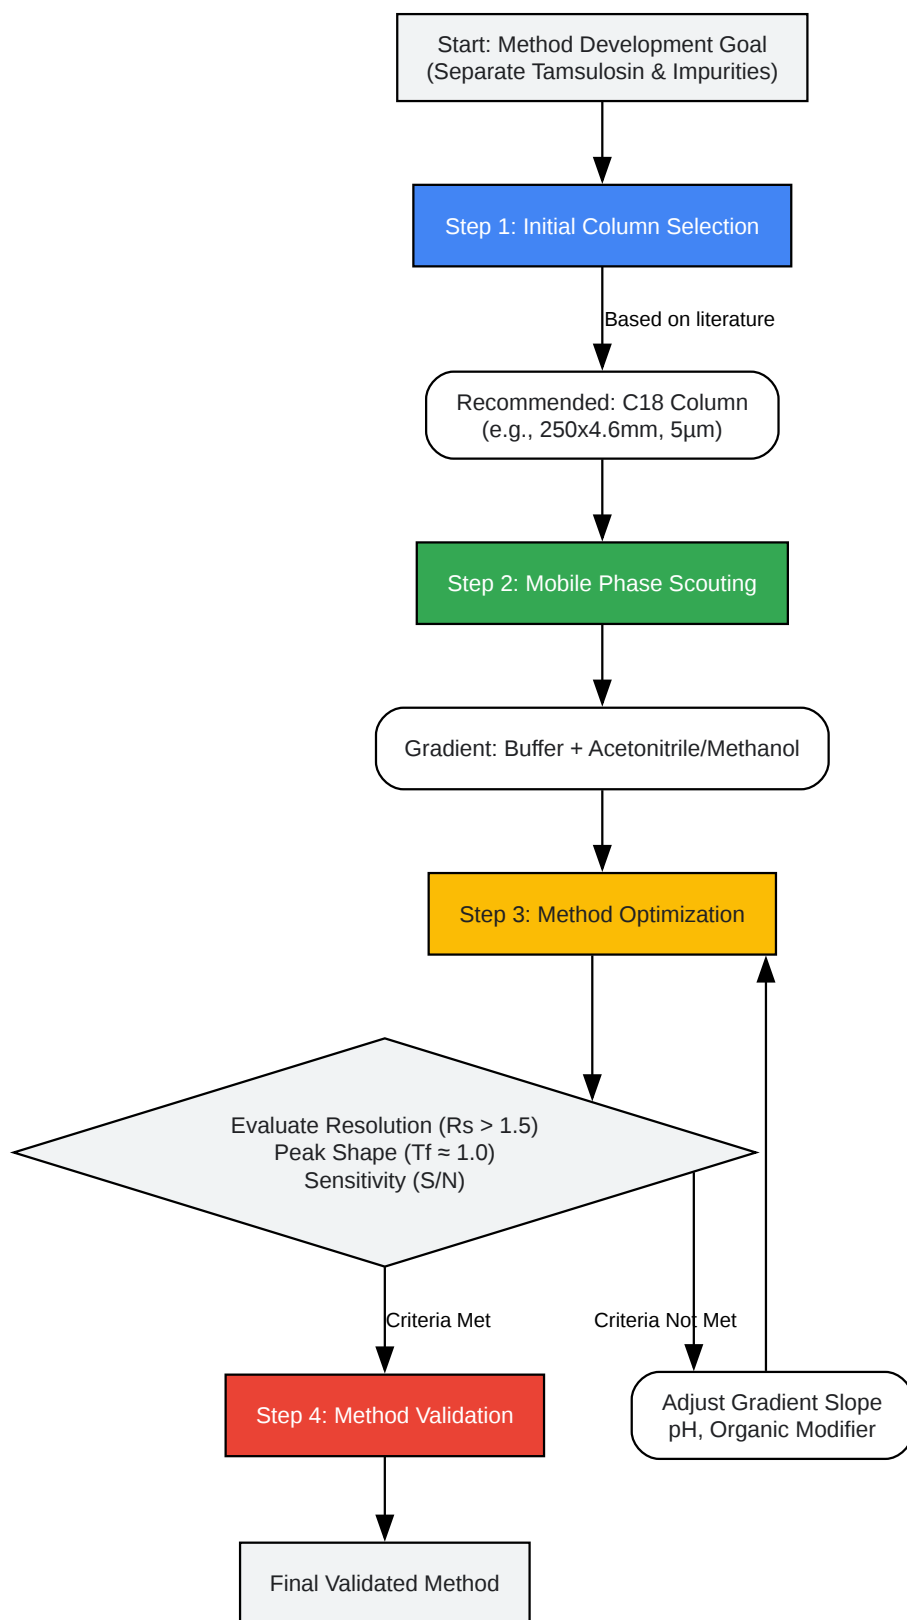 Start: Method Development Goal
(Separate Tamsulosin & Impurities)
Step 1: Initial Column Selection
Based on literature
Recommended: C18 Column
(e.g., 250x4.6mm, 5µm)
Step 2: Mobile Phase Scouting
Gradient: Buffer + Acetonitrile/Methanol
Step 3: Method Optimization
Evaluate Resolution (Rs > 1.5)
Peak Shape (Tf ≈ 1.0)
Sensitivity (S/N)
Criteria Met
Criteria Not Met
Step 4: Method Validation
Adjust Gradient Slope
pH, Organic Modifier
Final Validated Method